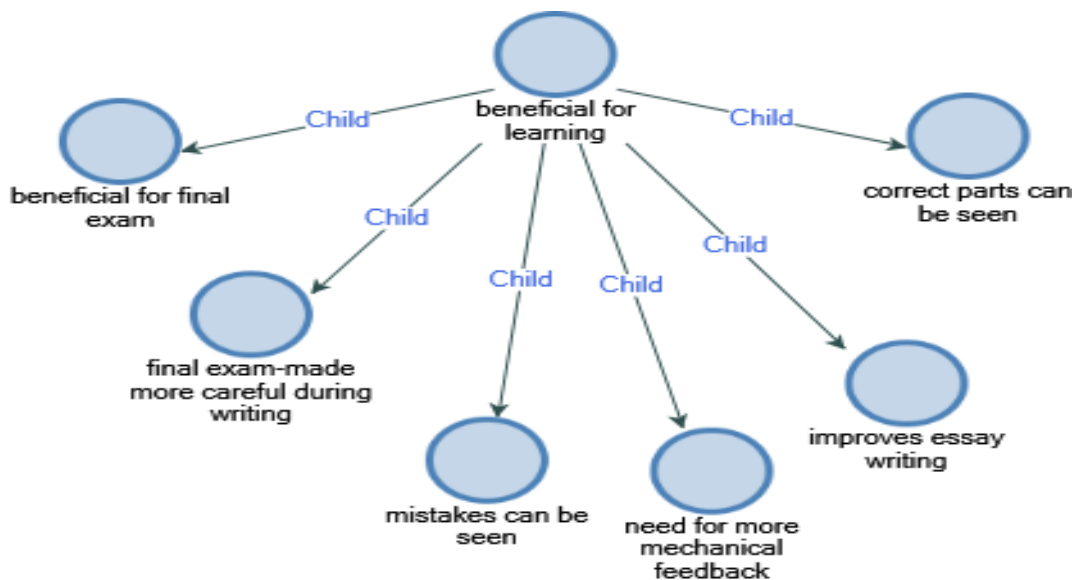 beneficial for
learning
Child
beneficial for final
exam
Child
final exam-made
more careful during
writing
Child
mistakes can be
seen
Child
need for more
mechanical
feedback
Child
improves essay
writing
Child
correct parts can
be seen